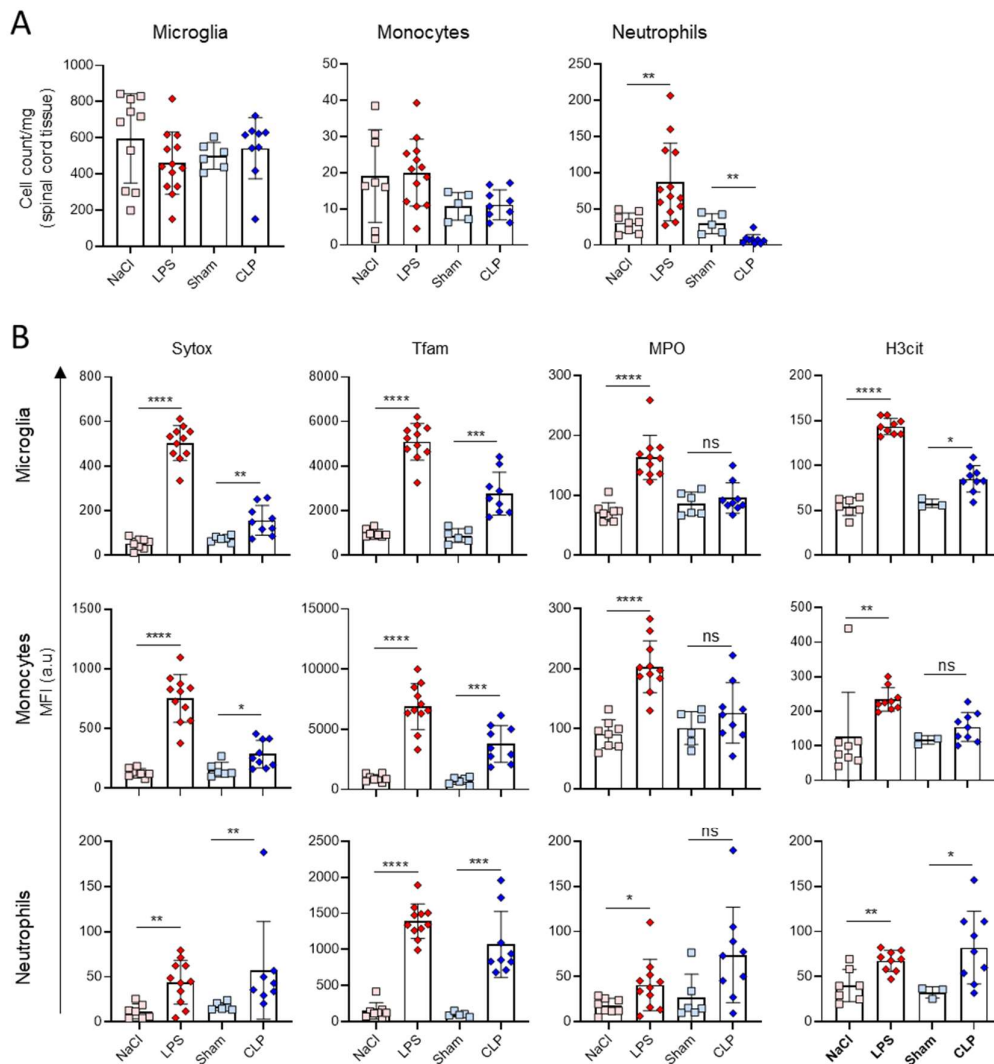 A
Microglia
Monocytes
Neutrophils
Cell count/mg
(spinal cord tissue)
1000
800
600
400
200
0
NaCl
LPS
Sham
CLP
50
40
30
20
10
0
NaCl
LPS
Sham
CLP
250
200
150
100
50
0
**
**
NaCl
LPS
Sham
CLP
B
Sytox
Tfam
MPO
H3cit
MFI (a.u)
Microglia
800
600
400
200
0
****
**
8000
6000
4000
2000
0
****
***
300
200
100
0
****
ns
200
150
100
50
0
****
*
Monocytes
1500
1000
500
0
****
*
15000
10000
5000
0
****
***
300
200
100
0
****
ns
500
400
300
200
100
0
**
ns
Neutrophils
200
150
100
50
0
**
**
NaCl
LPS
Sham
CLP
2500
2000
1500
1000
500
0
****
***
NaCl
LPS
Sham
CLP
200
150
100
50
0
*
ns
NaCl
LPS
Sham
CLP
200
150
100
50
0
**
*
NaCl
LPS
Sham
CLP